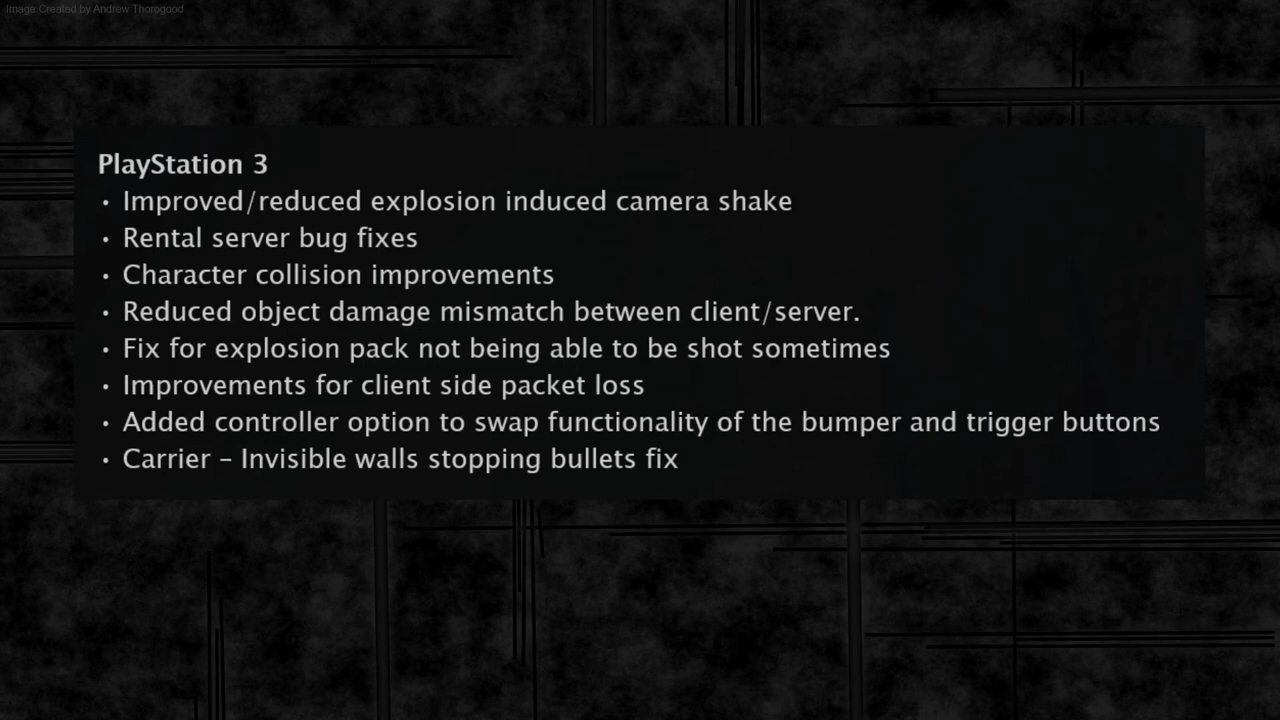 Image Created by Andrew Thorogood
PlayStation 3
• Improved/reduced explosion induced camera shake
• Rental server bug fixes
• Character collision improvements
• Reduced object damage mismatch between client/server.
• Fix for explosion pack not being able to be shot sometimes
• Improvements for client side packet loss
• Added controller option to swap functionality of the bumper and trigger buttons
• Carrier – Invisible walls stopping bullets fix